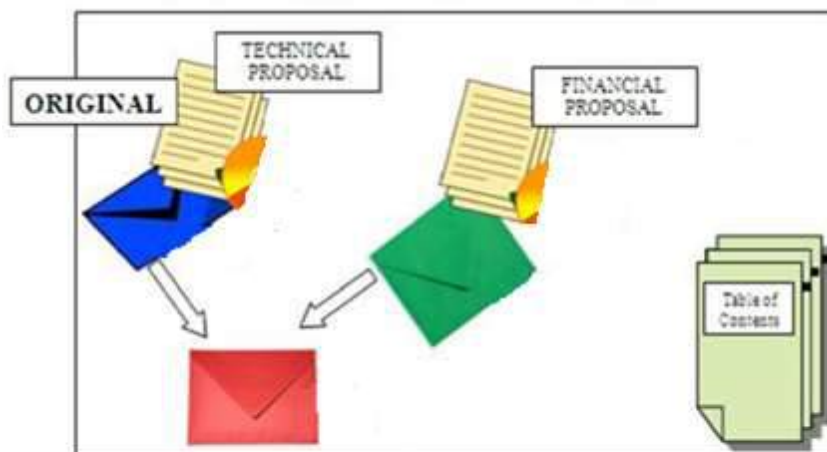 TECHNICAL
PROPOSAL
ORIGINAL
FINANCIAL
PROPOSAL
Table of
Contents